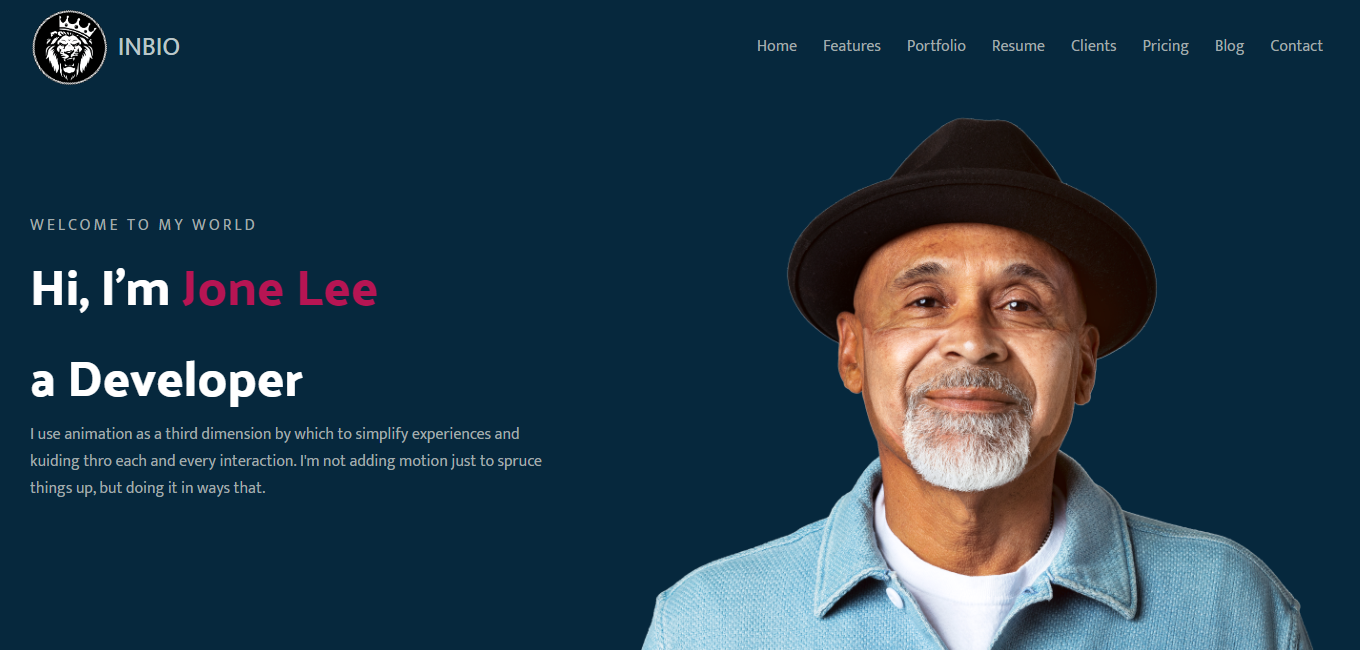 INBIO
Home Features Portfolio Resume Clients Pricing Blog Contact
WELCOME TO MY WORLD
Hi, I’m Jone Lee
a Developer
I use animation as a third dimension by which to simplify experiences and
kuiding thro each and every interaction. I'm not adding motion just to spruce
things up, but doing it in ways that.